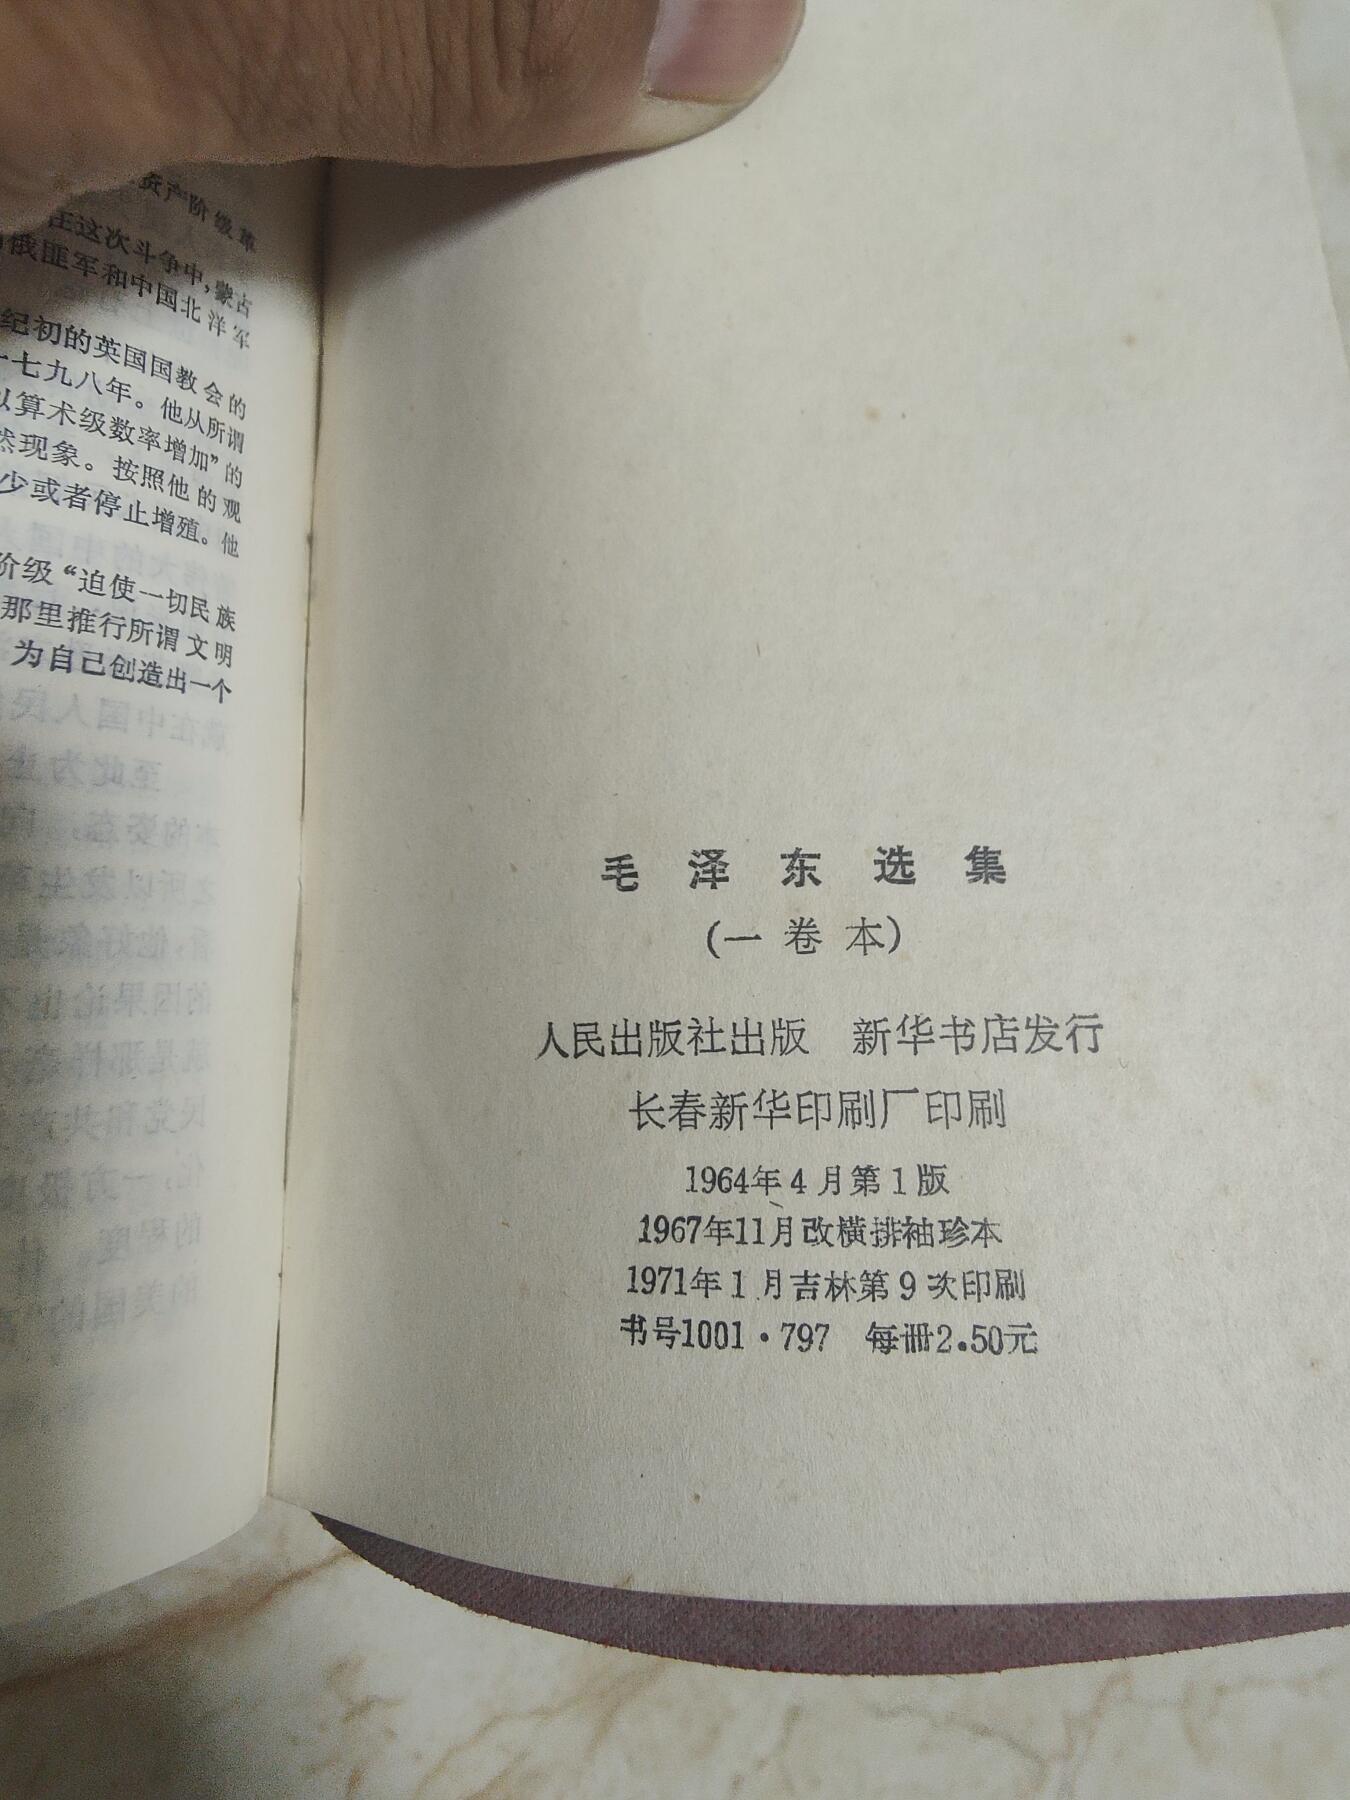 资产阶级革
在这次斗争中，蒙古
俄匪军和中国北洋军
纪初的英国国教会的
一七九八年。他从所谓
以算术级数率增加”的
然现象。按照他的观
少或者停止增殖。他
阶级“迫使一切民族
那里推行所谓文明
为自己创造出一个
毛泽东选集
(一卷本)
人民出版社出版 新华书店发行
长春新华印刷厂印刷
1964年4月第1版
1967年11月改横排袖珍本
1971年1月吉林第9次印刷
书号1001·797 每册2.50元